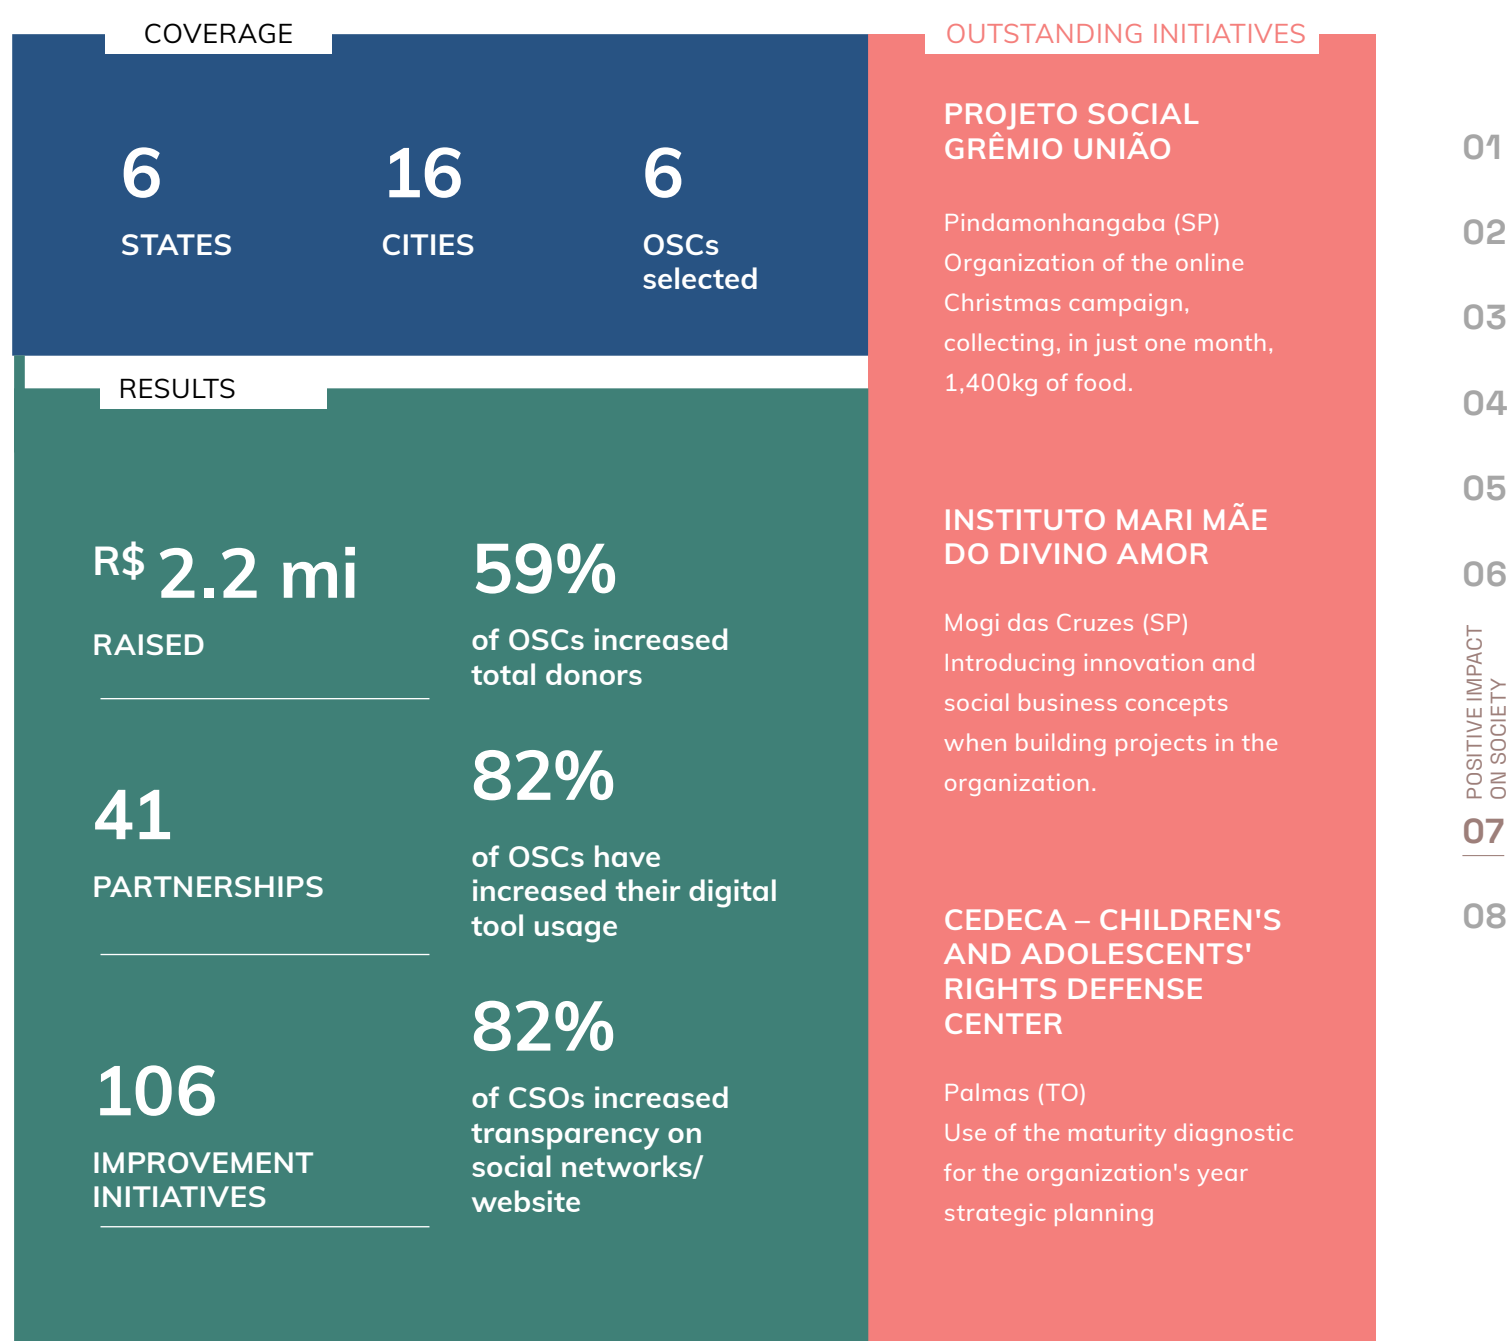 COVERAGE
6
STATES
16
CITIES
6
OSCs
selected
RESULTS
R$ 2.2 mi
RAISED
41
PARTNERSHIPS
106
IMPROVEMENT
INITIATIVES
59%
of OSCs increased
total donors
82%
of OSCs have
increased their digital
tool usage
82%
of CSOs increased
transparency on
social networks/
website
OUTSTANDING INITIATIVES
PROJETO SOCIAL
GRÊMIO UNIÃO
Pindamonhangaba (SP)
Organization of the online
Christmas campaign,
collecting, in just one month,
1,400kg of food.
INSTITUTO MARI MÃE
DO DIVINO AMOR
Mogi das Cruzes (SP)
Introducing innovation and
social business concepts
when building projects in the
organization.
CEDECA – CHILDREN'S
AND ADOLESCENTS'
RIGHTS DEFENSE
CENTER
Palmas (TO)
Use of the maturity diagnostic
for the organization's year
strategic planning
01
02
03
04
05
06
POSITIVE IMPACT
ON SOCIETY
07
08